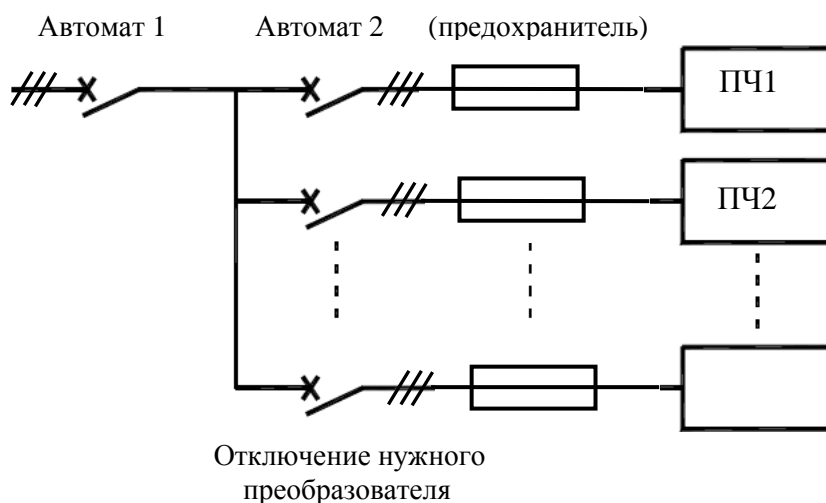 Автомат 1
Автомат 2
(предохранитель)
ПЧ1
ПЧ2
Отключение нужного
преобразователя